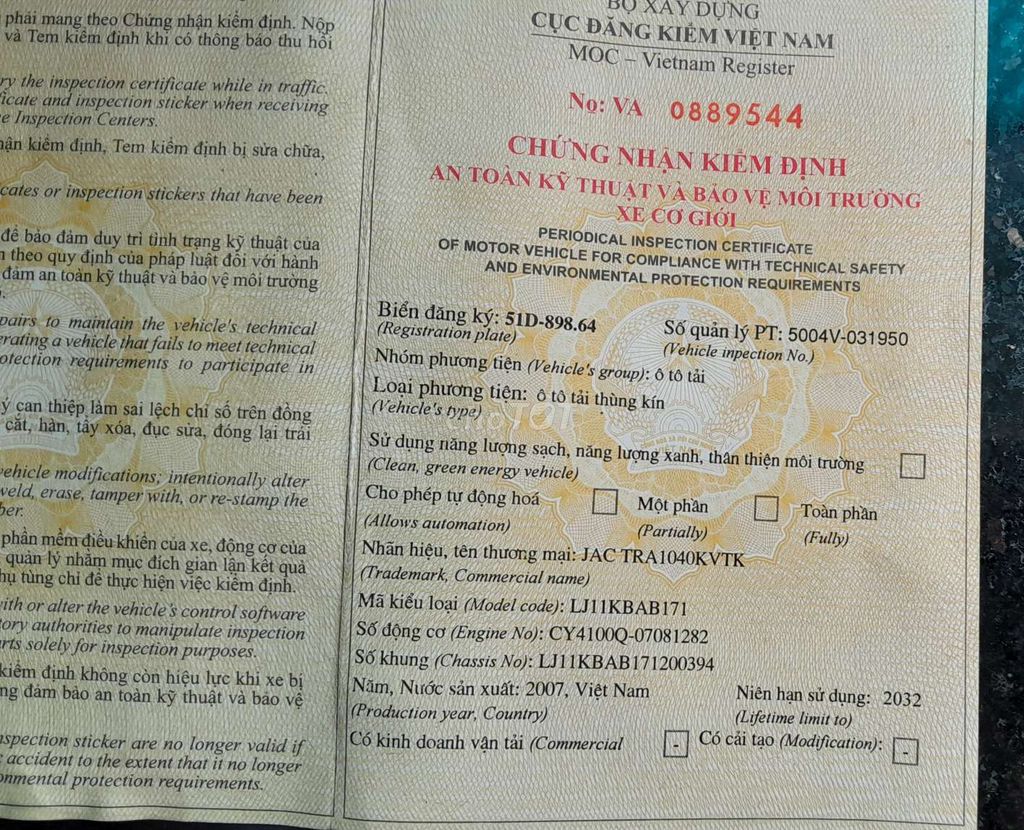 phải mang theo Chứng nhận kiểm định. Nộp
và Tem kiểm định khi có thông báo thu hồi
ry the inspection certificate while in traffic.
ficate and inspection sticker when receiving
e Inspection Centers.
hận kiểm định, Tem kiểm định bị sửa chữa,
cates or inspection stickers that have been
để bảo đảm duy trì tình trạng kỹ thuật của
n theo quy định của pháp luật đối với hành
đảm an toàn kỹ thuật và bảo vệ môi trường
pairs to maintain the vehicle's technical
erating a vehicle that fails to meet technical
otection requirements to participate in
ý can thiệp làm sai lệch chỉ số trên đồng
cắt, hàn, tẩy xóa, đục sửa, đóng lại trái
vehicle modifications; intentionally alter
weld, erase, tamper with, or re-stamp the
ber.
phần mềm điều khiển của xe, động cơ của
quản lý nhằm mục đích gian lận kết quả
hụ tùng chỉ để thực hiện việc kiểm định.
with or alter the vehicle's control software
tory authorities to manipulate inspection
arts solely for inspection purposes.
kiểm định không còn hiệu lực khi xe bị
ng đảm bảo an toàn kỹ thuật và bảo vệ
nspection sticker are no longer valid if
accident to the extent that it no longer
onmental protection requirements.
BỘ XÂY DỰNG
CỤC ĐĂNG KIỂM VIỆT NAM
MOC – Vietnam Register
No: VA 0889544
CHỨNG NHẬN KIỂM ĐỊNH
AN TOÀN KỸ THUẬT VÀ BẢO VỆ MÔI TRƯỜNG
XE CƠ GIỚI
PERIODICAL INSPECTION CERTIFICATE
OF MOTOR VEHICLE FOR COMPLIANCE WITH TECHNICAL SAFETY
AND ENVIRONMENTAL PROTECTION REQUIREMENTS
Biển đăng ký: 51D-898.64 Số quản lý PT: 5004V-031950
(Registration plate) (Vehicle inpection No.)
Nhóm phương tiện (Vehicle's group): ô tô tải
Loại phương tiện: ô tô tải thùng kín
(Vehicle's type)
Chợ TỐT
Sử dụng năng lượng sạch, năng lượng xanh, thân thiện môi trường
(Clean, green energy vehicle)
Cho phép tự động hoá Một phần Toàn phần
(Allows automation) (Partially) (Fully)
Nhãn hiệu, tên thương mại: JAC TRA1040KVTK
(Trademark, Commercial name)
Mã kiểu loại (Model code): LJ11KBAB171
Số động cơ (Engine No): CY4100Q-07081282
Số khung (Chassis No): LJ11KBAB171200394
Năm, Nước sản xuất: 2007, Việt Nam Niên hạn sử dụng: 2032
(Production year, Country) (Lifetime limit to)
Có kinh doanh vận tải (Commercial - Có cải tạo (Modification): -